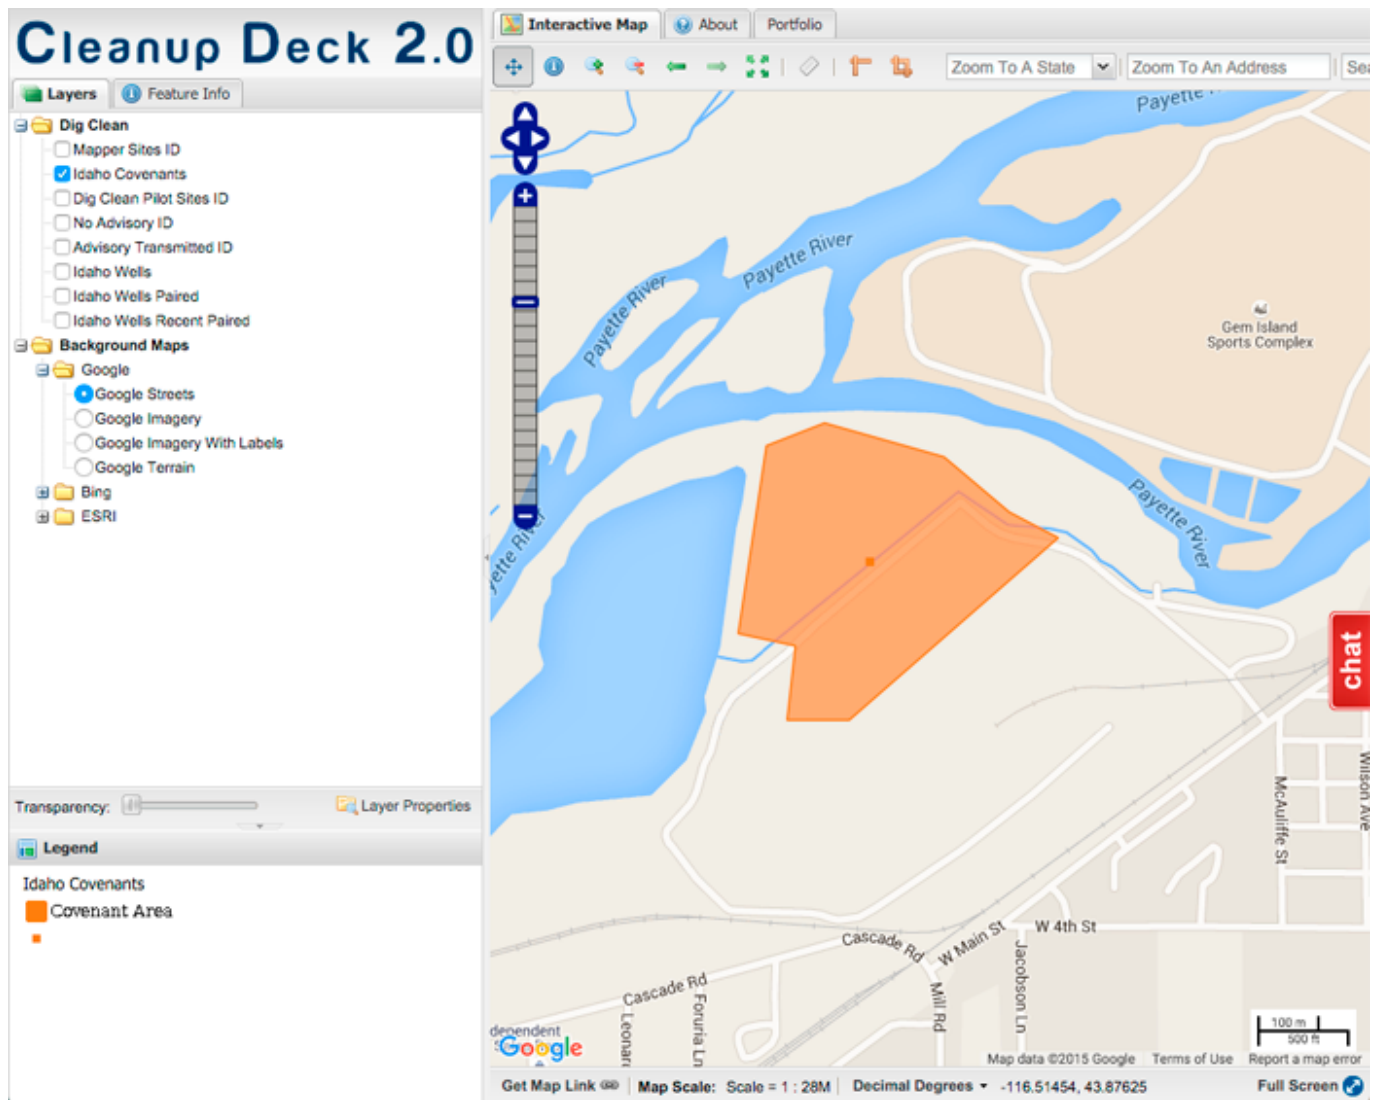 Cleanup Deck 2.0
Layers
Feature Info
Dig Clean
Mapper Sites ID
Idaho Covenants
Dig Clean Pilot Sites ID
No Advisory ID
Advisory Transmitted ID
Idaho Wells
Idaho Wells Paired
Idaho Wells Recent Paired
Background Maps
Google
Google Streets
Google Imagery
Google Imagery With Labels
Google Terrain
Bing
ESRI
Transparency:
Layer Properties
Legend
Idaho Covenants
Covenant Area
Interactive Map
About
Portfolio
Zoom To A State
Zoom To An Address
Sea
Payette
Payette River
Payette River
Gem Island
Sports Complex
Payette River
yette River
chat
Wilson Ave
McAuliffe St
W 4th St
W Main St
Cascade Rd
Jacobson Ln
Mill Rd
Cascade Rd
Foruria Ln
Leonar
dependent
Google
100 m
500 ft
Map data ©2015 Google
Terms of Use
Report a map error
Get Map Link
Map Scale: Scale = 1 : 28M
Decimal Degrees
-116.51454, 43.87625
Full Screen